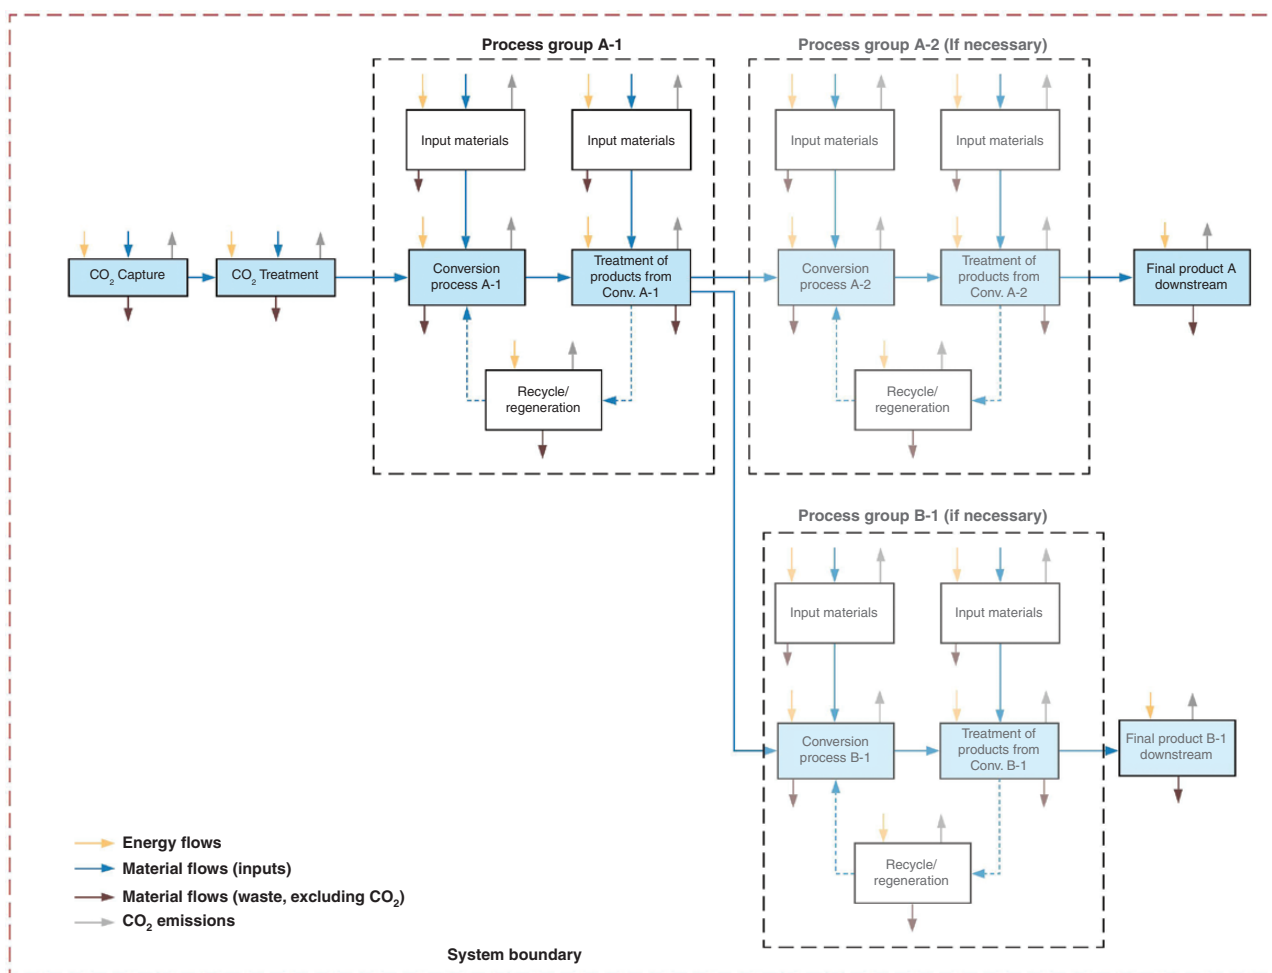 Process group A-1
Process group A-2 (If necessary)
Input materials
Input materials
Input materials
Input materials
CO2 Capture
CO2 Treatment
Conversion
process A-1
Treatment of
products from
Conv. A-1
Conversion
process A-2
Treatment of
products from
Conv. A-2
Final product A
downstream
Recycle/
regeneration
Recycle/
regeneration
Process group B-1 (if necessary)
Input materials
Input materials
Conversion
process B-1
Treatment of
products from
Conv. B-1
Final product B-1
downstream
Recycle/
regeneration
Energy flows
Material flows (inputs)
Material flows (waste, excluding CO2)
CO2 emissions
System boundary